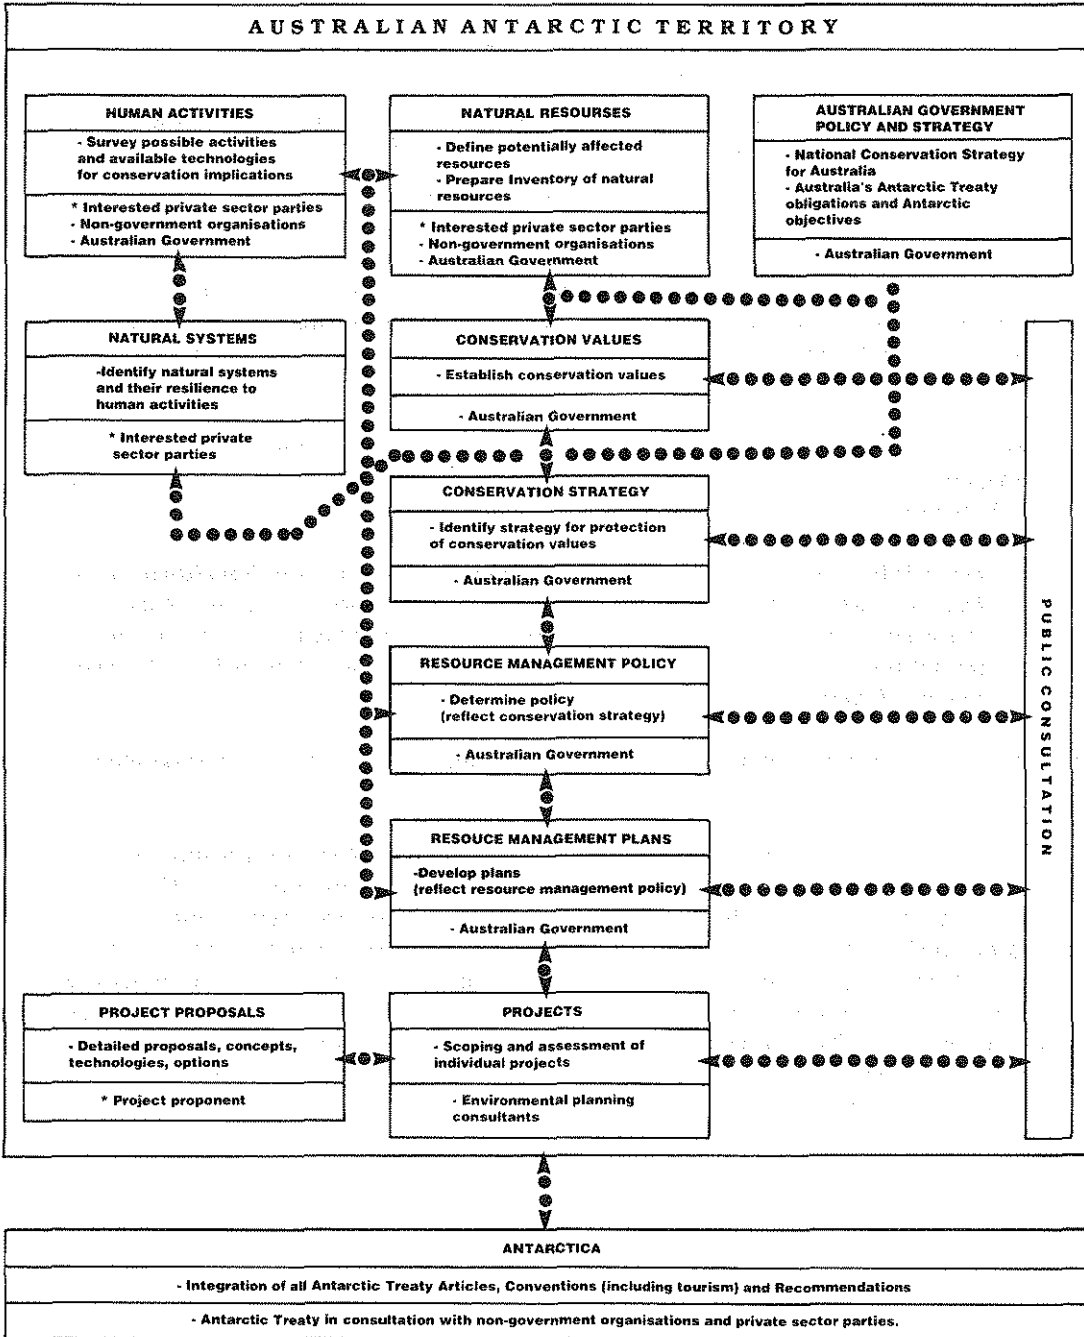 AUSTRALIAN ANTARCTIC TERRITORY
HUMAN ACTIVITIES
- Survey possible activities
and available technologies
for conservation implications
* Interested private sector parties
- Non-government organisations
- Australian Government
NATURAL RESOURSES
- Define potentially affected
resources
- Prepare Inventory of natural
resources
* Interested private sector parties
- Non-government organisations
- Australian Government
AUSTRALIAN GOVERNMENT
POLICY AND STRATEGY
- National Conservation Strategy
for Australia
- Australia's Antarctic Treaty
obligations and Antarctic
objectives
- Australian Government
NATURAL SYSTEMS
-Identify natural systems
and their resilience to
human activities
* Interested private
sector parties
CONSERVATION VALUES
- Establish conservation values
- Australian Government
CONSERVATION STRATEGY
- Identify strategy for protection
of conservation values
- Australian Government
RESOURCE MANAGEMENT POLICY
- Determine policy
(reflect conservation strategy)
- Australian Government
RESOUCE MANAGEMENT PLANS
-Develop plans
(reflect resource management policy)
- Australian Government
PROJECT PROPOSALS
- Detailed proposals, concepts,
technologies, options
* Project proponent
PROJECTS
- Scoping and assessment of
individual projects
- Environmental planning
consultants
PUBLIC CONSULTATION
ANTARCTICA
- Integration of all Antarctic Treaty Articles, Conventions (including tourism) and Recommendations
- Antarctic Treaty in consultation with non-government organisations and private sector parties.